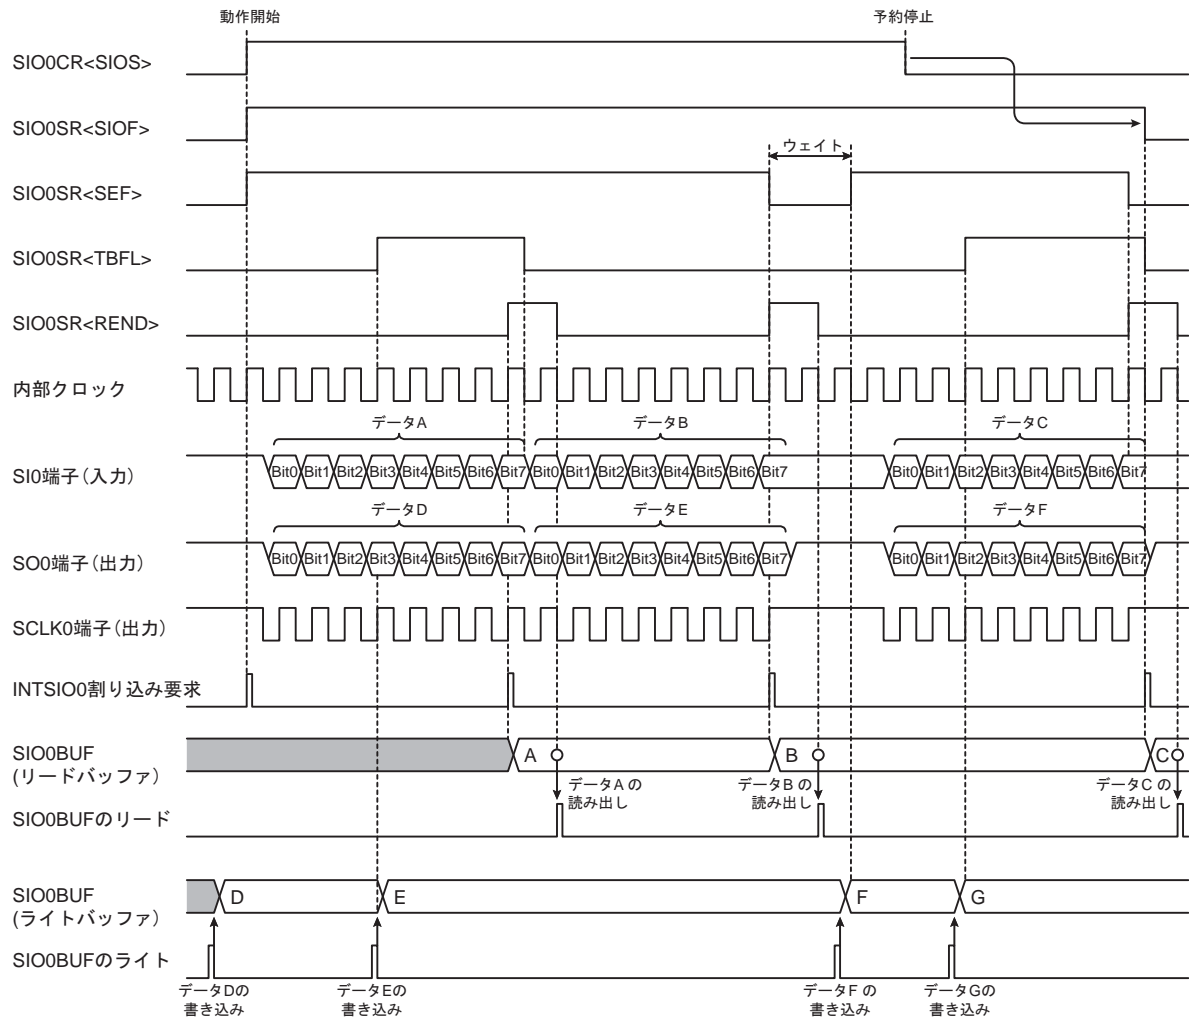 動作開始
予約停止
SIO0CR<SIOS>
SIO0SR<SIOF>
ウェイト
SIO0SR<SEF>
SIO0SR<TBFL>
SIO0SR<REND>
内部クロック
データA
データB
データC
SI0端子(入力)
Bit0 Bit1 Bit2 Bit3 Bit4 Bit5 Bit6 Bit7 Bit0 Bit1 Bit2 Bit3 Bit4 Bit5 Bit6 Bit7 Bit0 Bit1 Bit2 Bit3 Bit4 Bit5 Bit6 Bit7
データD
データE
データF
SO0端子(出力)
Bit0 Bit1 Bit2 Bit3 Bit4 Bit5 Bit6 Bit7 Bit0 Bit1 Bit2 Bit3 Bit4 Bit5 Bit6 Bit7 Bit0 Bit1 Bit2 Bit3 Bit4 Bit5 Bit6 Bit7
SCLK0端子(出力)
INTSIO0割り込み要求
SIO0BUF
(リードバッファ)
A
B
C
データAの
読み出し
データBの
読み出し
データCの
読み出し
SIO0BUFのリード
SIO0BUF
(ライトバッファ)
D
E
F
G
SIO0BUFのライト
データDの
書き込み
データEの
書き込み
データFの
書き込み
データGの
書き込み